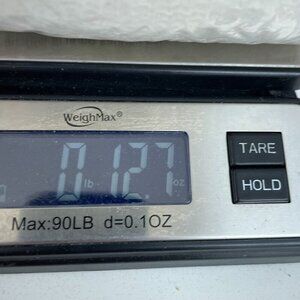 WeighMax®
0 lb 12.7 oz
TARE
HOLD
Max:90LB d=0.1OZ